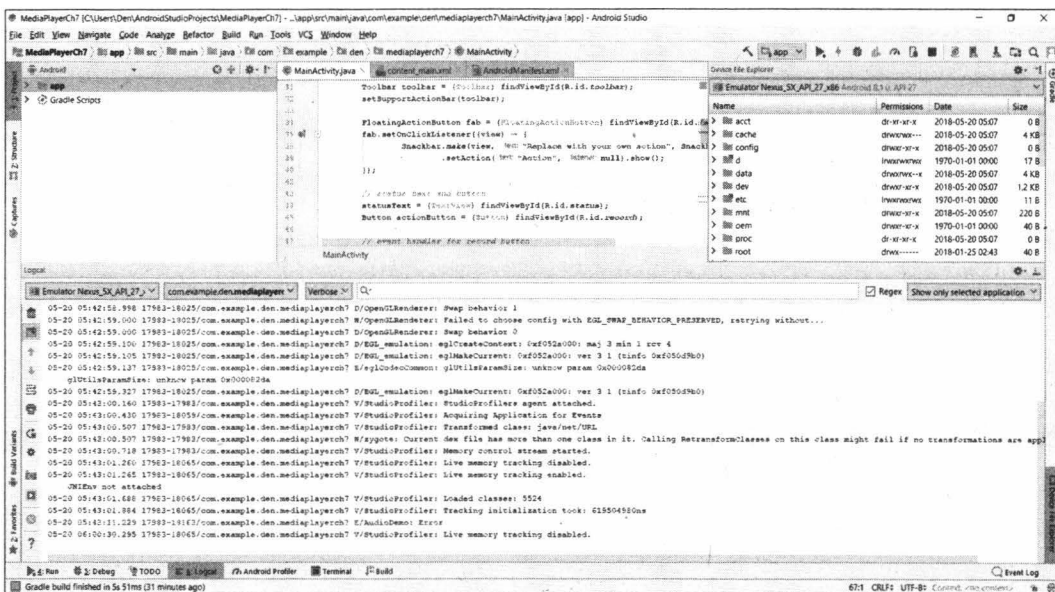 MediaPlayerCh7 [C:\Users\Den\AndroidStudioProjects\MediaPlayerCh7] - ...\app\src\main\java\com\example\den\mediaplayerch7\MainActivity.java [app] - Android Studio
File Edit View Navigate Code Analyze Refactor Build Run Tools VCS Window Help
MediaPlayerCh7 app src main java com example den mediaplayerch7 MainActivity app
Android MainActivity.java content_main.xml AndroidManifest.xml Device File Explorer
app
Gradle Scripts
Emulator Nexus_5X_API_27_x86 Android 8.1.0, API 27
Name Permissions Date Size
acct dr-xr-xr-x 2018-05-20 05:07 0 B
cache drwxrwx--- 2018-05-20 05:07 4 KB
config drwxr-xr-x 2018-05-20 05:07 0 B
d lrwxrwxrwx 1970-01-01 00:00 17 B
data drwxrwx--x 2018-05-20 05:07 4 KB
dev drwxr-xr-x 2018-05-20 05:07 1.2 KB
etc lrwxrwxrwx 1970-01-01 00:00 11 B
mnt drwxr-xr-x 2018-05-20 05:07 220 B
oem drwxr-xr-x 1970-01-01 00:00 40 B
proc dr-xr-xr-x 2018-05-20 05:07 0 B
root drwx------ 2018-01-25 02:43 40 B
Toolbar toolbar = (Toolbar) findViewById(R.id.toolbar);
setSupportActionBar(toolbar);
FloatingActionButton fab = (FloatingActionButton) findViewById(R.id.
fab.setOnClickListener((view) → {
Snackbar.make(view, text: "Replace with your own action", Snack
.setAction( text: "Action", listener: null).show();
});
statusText = (TextView) findViewById(R.id.status);
Button actionButton = (Button) findViewById(R.id.record);
// event handler for record button
MainActivity
Logcat
Emulator Nexus_5X_API_27_ com.example.den.mediaplayer Verbose Regex Show only selected application
05-20 05:42:58.998 17983-18025/com.example.den.mediaplayerch7 D/OpenGLRenderer: Swap behavior 1
05-20 05:42:59.000 17983-18025/com.example.den.mediaplayerch7 W/OpenGLRenderer: Failed to choose config with EGL_SWAP_BEHAVIOR_PRESERVED, retrying without...
05-20 05:42:59.000 17983-18025/com.example.den.mediaplayerch7 D/OpenGLRenderer: Swap behavior 0
05-20 05:42:59.100 17983-18025/com.example.den.mediaplayerch7 D/EGL_emulation: eglCreateContext: 0xf052a000: maj 3 min 1 rcv 4
05-20 05:42:59.105 17983-18025/com.example.den.mediaplayerch7 D/EGL_emulation: eglMakeCurrent: 0xf052a000: ver 3 1 (tinfo 0xf050d9b0)
05-20 05:42:59.137 17983-18025/com.example.den.mediaplayerch7 E/eglCodecCommon: glUtilsParamSize: unknow param 0x000082da
glUtilsParamSize: unknow param 0x000082da
05-20 05:42:59.327 17983-18025/com.example.den.mediaplayerch7 D/EGL_emulation: eglMakeCurrent: 0xf052a000: ver 3 1 (tinfo 0xf050d9b0)
05-20 05:43:00.160 17983-17983/com.example.den.mediaplayerch7 V/StudioProfiler: StudioProfilers agent attached.
05-20 05:43:00.430 17983-18059/com.example.den.mediaplayerch7 V/StudioProfiler: Acquiring Application for Events
05-20 05:43:00.507 17983-17983/com.example.den.mediaplayerch7 V/StudioProfiler: Transformed class: java/net/URL
05-20 05:43:00.507 17983-17983/com.example.den.mediaplayerch7 W/zygote: Current dex file has more than one class in it. Calling RetransformClasses on this class might fail if no transformations are appl
05-20 05:43:00.718 17983-17983/com.example.den.mediaplayerch7 V/StudioProfiler: Memory control stream started.
05-20 05:43:01.260 17983-18065/com.example.den.mediaplayerch7 V/StudioProfiler: Live memory tracking disabled.
05-20 05:43:01.265 17983-18065/com.example.den.mediaplayerch7 V/StudioProfiler: Live memory tracking enabled.
JNIEnv not attached
05-20 05:43:01.688 17983-18065/com.example.den.mediaplayerch7 V/StudioProfiler: Loaded classes: 5524
05-20 05:43:01.884 17983-18065/com.example.den.mediaplayerch7 V/StudioProfiler: Tracking initialization took: 619504980ns
05-20 05:43:11.229 17983-18163/com.example.den.mediaplayerch7 E/AudioDemo: Error
05-20 06:00:30.295 17983-18065/com.example.den.mediaplayerch7 V/StudioProfiler: Live memory tracking disabled.
1: Project
Z: Structure
Captures
Build Variants
2: Favorites
Gradle
4: Run 5: Debug TODO 6: Logcat Android Profiler Terminal Build Event Log
Gradle build finished in 5s 51ms (31 minutes ago) 67:1 CRLF: UTF-8: Context: <no context>